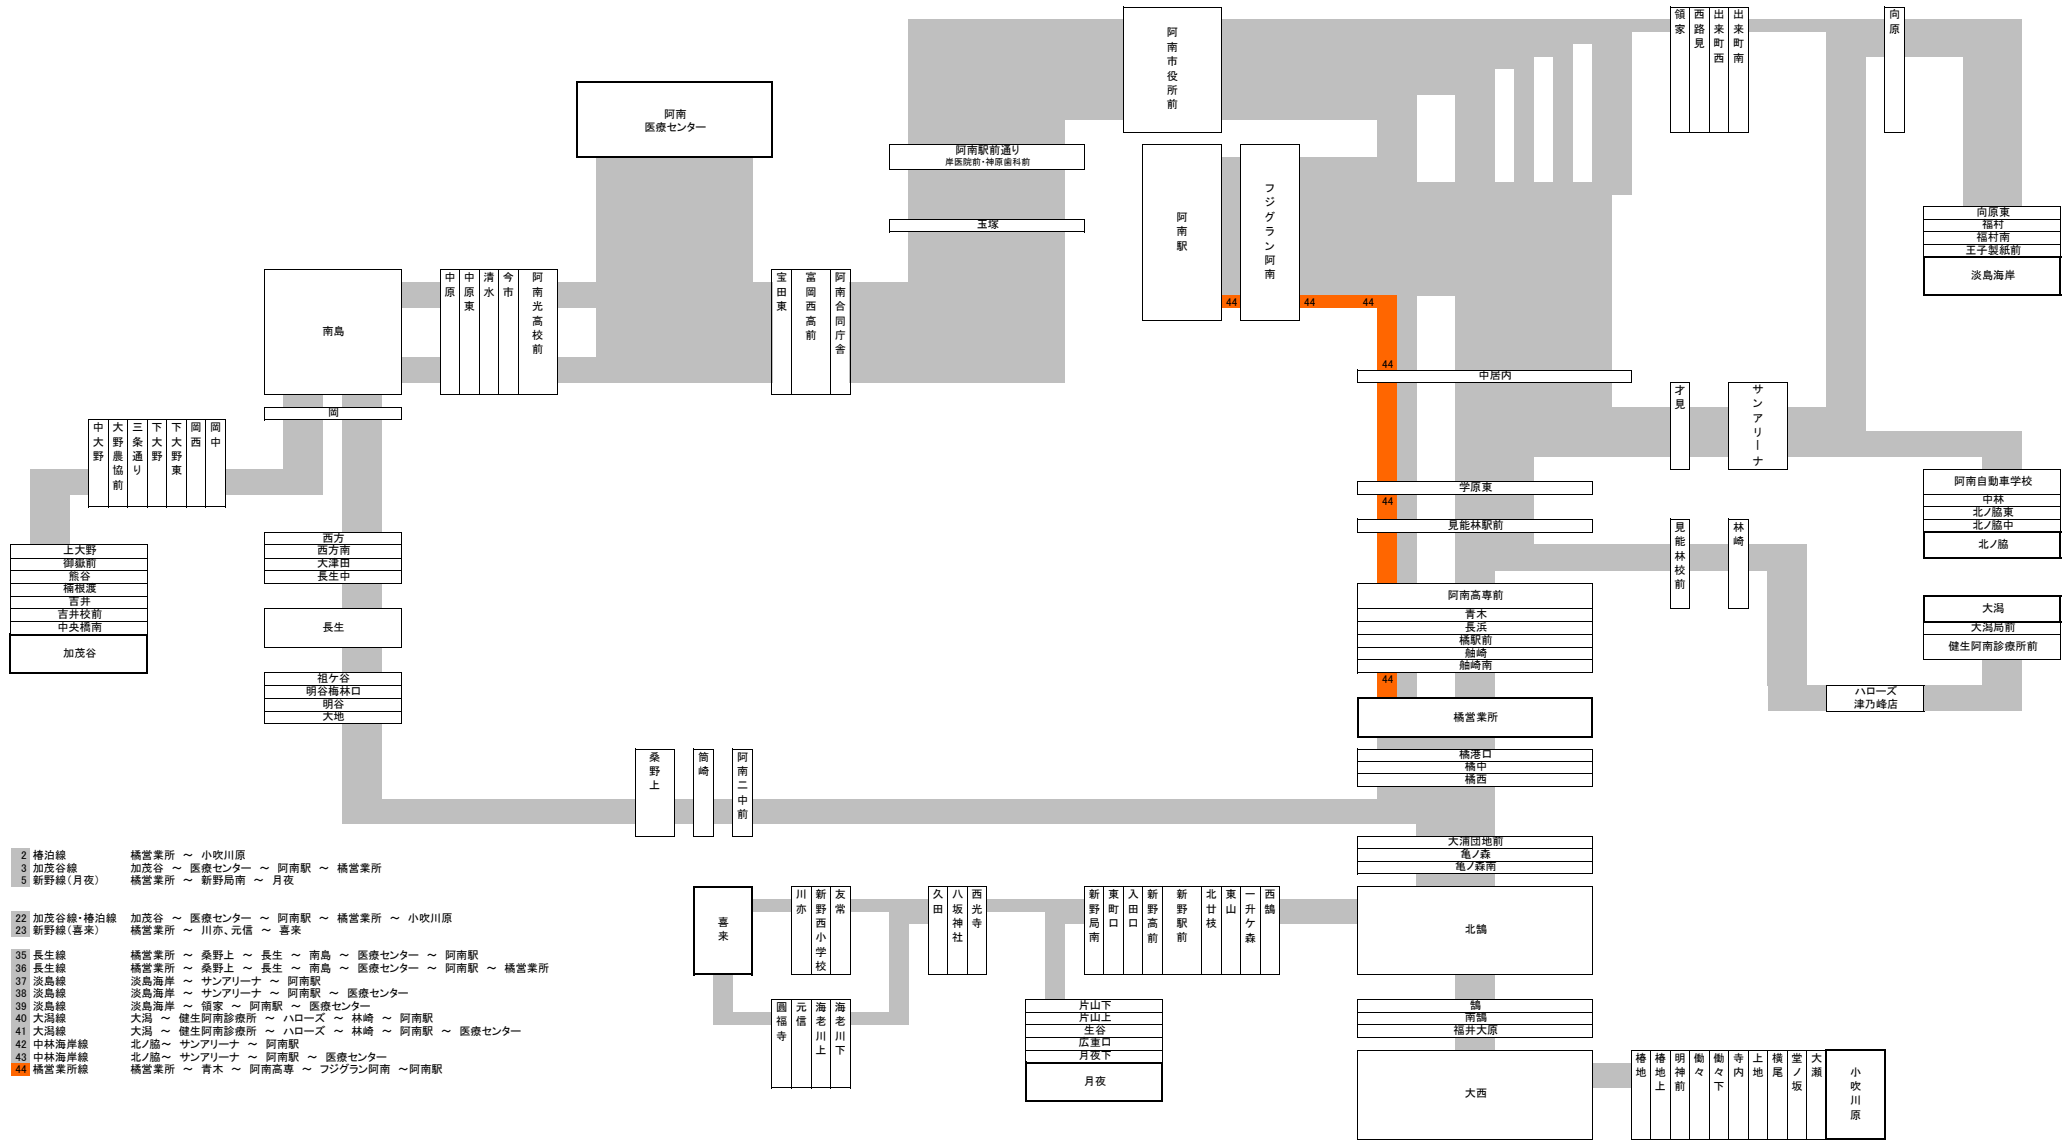 阿南市役所前
領家
西路見
出来町西
出来町南
向原
阿南
医療センター
阿南駅前通り
岸医院前・神原歯科前
玉塚
阿南駅
フジグラン阿南
向原東
福村
福村南
王子製紙前
淡島海岸
南島
中原
中原東
清水
今市
阿南光高校前
宝田東
富岡西高前
阿南合同庁舎
44
44
44
44
中居内
才見
サンアリーナ
岡
中大野
大野農協前
三条通り
下大野
下大野東
岡西
岡中
学原東
44
見能林駅前
見能林校前
林崎
阿南自動車学校
中林
北ノ脇東
北ノ脇中
北ノ脇
上大野
御嶽前
熊谷
楠根渡
吉井
吉井校前
中央橋南
加茂谷
西方
西方南
大津田
長生中
長生
祖ケ谷
明谷梅林口
明谷
大地
阿南高専前
青木
長浜
橘駅前
舳崎
舳崎南
44
橘営業所
大潟
大潟局前
健生阿南診療所前
ハローズ
津乃峰店
橘港口
橘中
橘西
桑野上
筒崎
阿南二中前
大浦団地前
亀ノ森
亀ノ森南
喜来
川亦
新野西小学校
友常
久田
八坂神社
西光寺
新野局南
東町口
入田口
新野高前
新野駅前
北廿枝
東山
一升ケ森
西鵠
北鵠
圓福寺
元信
海老川上
海老川下
片山下
片山上
生谷
広重口
月夜下
月夜
鵠
南鵠
福井大原
大西
椿地
椿地上
明神前
働々
働々下
寺内
上地
横尾
堂ノ坂
大瀬
小吹川原
2 椿泊線 橘営業所 ～ 小吹川原
3 加茂谷線 加茂谷 ～ 医療センター ～ 阿南駅 ～ 橘営業所
5 新野線(月夜) 橘営業所 ～ 新野局南 ～ 月夜
22 加茂谷線・椿泊線 加茂谷 ～ 医療センター ～ 阿南駅 ～ 橘営業所 ～ 小吹川原
23 新野線(喜来) 橘営業所 ～ 川亦、元信 ～ 喜来
35 長生線 橘営業所 ～ 桑野上 ～ 長生 ～ 南島 ～ 医療センター ～ 阿南駅
36 長生線 橘営業所 ～ 桑野上 ～ 長生 ～ 南島 ～ 医療センター ～ 阿南駅 ～ 橘営業所
37 淡島線 淡島海岸 ～ サンアリーナ ～ 阿南駅
38 淡島線 淡島海岸 ～ サンアリーナ ～ 阿南駅 ～ 医療センター
39 淡島線 淡島海岸 ～ 領家 ～ 阿南駅 ～ 医療センター
40 大潟線 大潟 ～ 健生阿南診療所 ～ ハローズ ～ 林崎 ～ 阿南駅
41 大潟線 大潟 ～ 健生阿南診療所 ～ ハローズ ～ 林崎 ～ 阿南駅 ～ 医療センター
42 中林海岸線 北ノ脇～ サンアリーナ ～ 阿南駅
43 中林海岸線 北ノ脇～ サンアリーナ ～ 阿南駅 ～ 医療センター
44 橘営業所線 橘営業所 ～ 青木 ～ 阿南高専 ～ フジグラン阿南 ～阿南駅